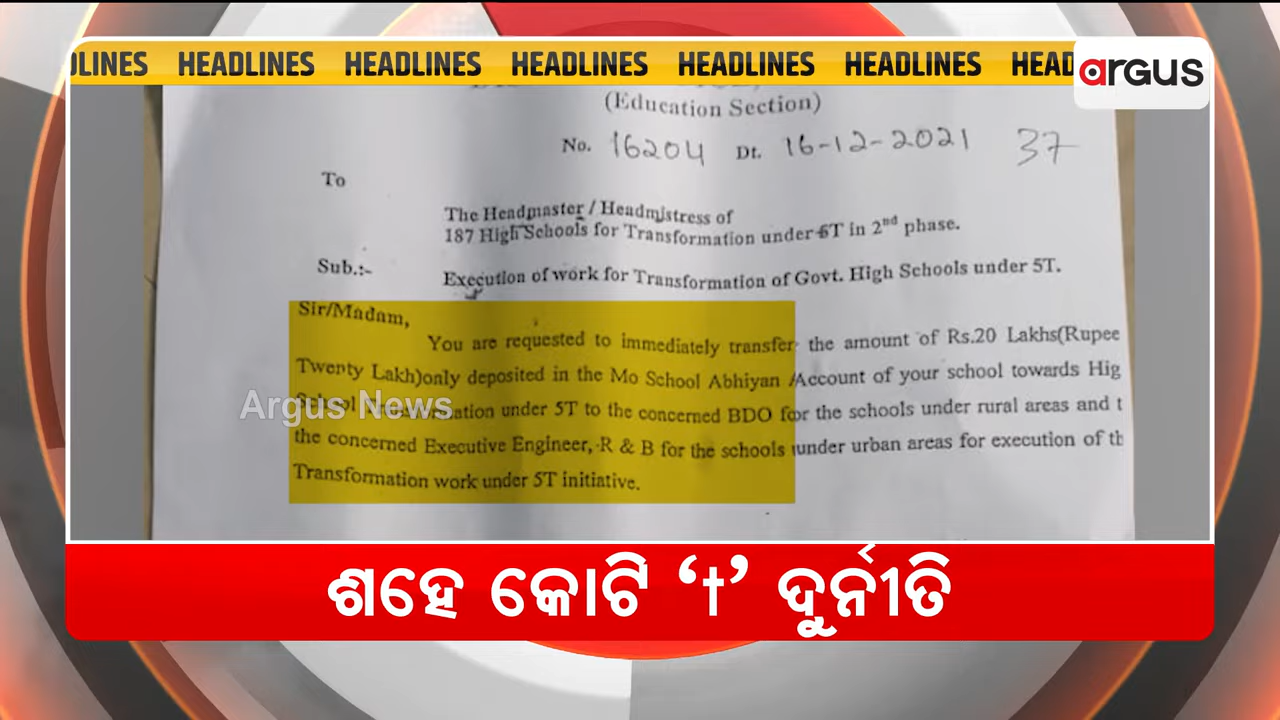 HEADLINES HEADLINES HEADLINES HEADLINES HEADLINES
argus
(Education Section)
No. 16204 Dt. 16-12-2021 37
To
The Headmaster / Headmistress of
187 High Schools for Transformation under 5T in 2nd phase.
Sub.:- Execution of work for Transformation of Govt. High Schools under 5T.
Sir/Madam,
You are requested to immediately transfer the amount of Rs.20 Lakhs(Rupee
Twenty Lakh)only deposited in the Mo School Abhiyan Account of your school towards Hig
under 5T to the concerned BDO for the schools under rural areas and t
the concerned Executive Engineer, R & B for the schools under urban areas for execution of th
Transformation work under 5T initiative.
Argus News
ଶହେ କୋଟି ‘t’ ଦୁର୍ନୀତି